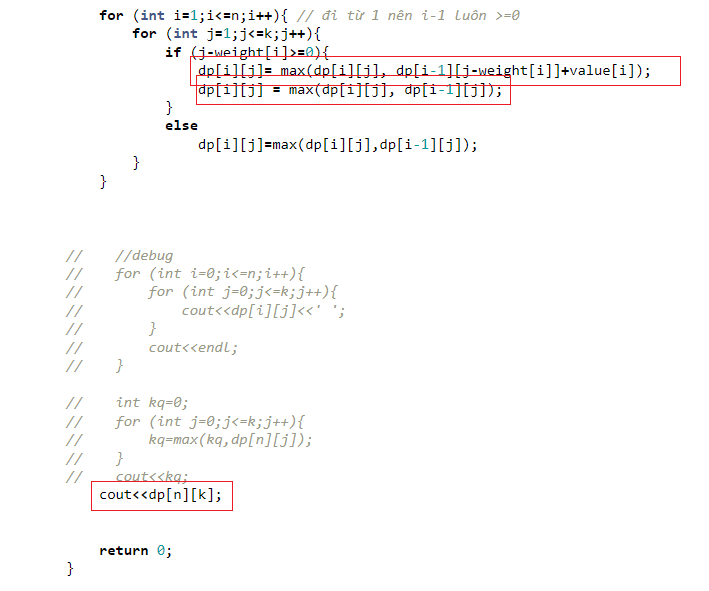 for (int i=1;i<=n;i++){ // đi từ 1 nên i-1 luôn >=0
for (int j=1;j<=k;j++){
if (j-weight[i]>=0){
dp[i][j]= max(dp[i][j], dp[i-1][j-weight[i]]+value[i]);
dp[i][j] = max(dp[i][j], dp[i-1][j]);
}
else
dp[i][j]=max(dp[i][j],dp[i-1][j]);
}
}
// //debug
// for (int i=0;i<=n;i++){
// for (int j=0;j<=k;j++){
// cout<<dp[i][j]<<' ';
// }
// cout<<endl;
// }
// int kq=0;
// for (int j=0;j<=k;j++){
// kq=max(kq,dp[n][j]);
// }
// cout<<kq;
cout<<dp[n][k];
return 0;
}